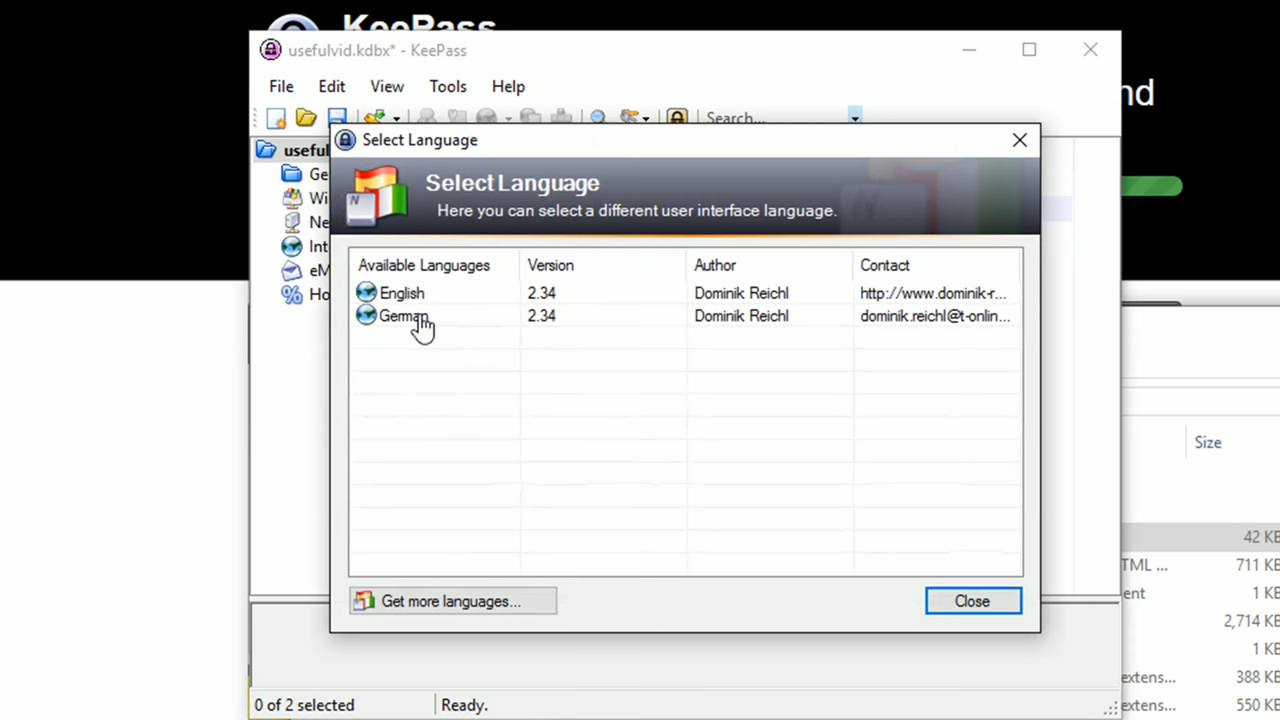 KeePass
usefulvid.kdbx* - KeePass
nd
File Edit View Tools Help
Search...
Select Language
Select Language
Here you can select a different user interface language.
Available Languages Version Author Contact
English 2.34 Dominik Reichl http://www.dominik-r...
German 2.34 Dominik Reichl dominik.reichl@t-onlin...
Get more languages...
Close
usefu
Ge
Wi
Ne
Int
eM
Ho
Size
42 KB
TML ... 711 KB
ent 1 KB
2,714 KB
1 KB
extens... 388 KB
extens... 550 KB
0 of 2 selected Ready.